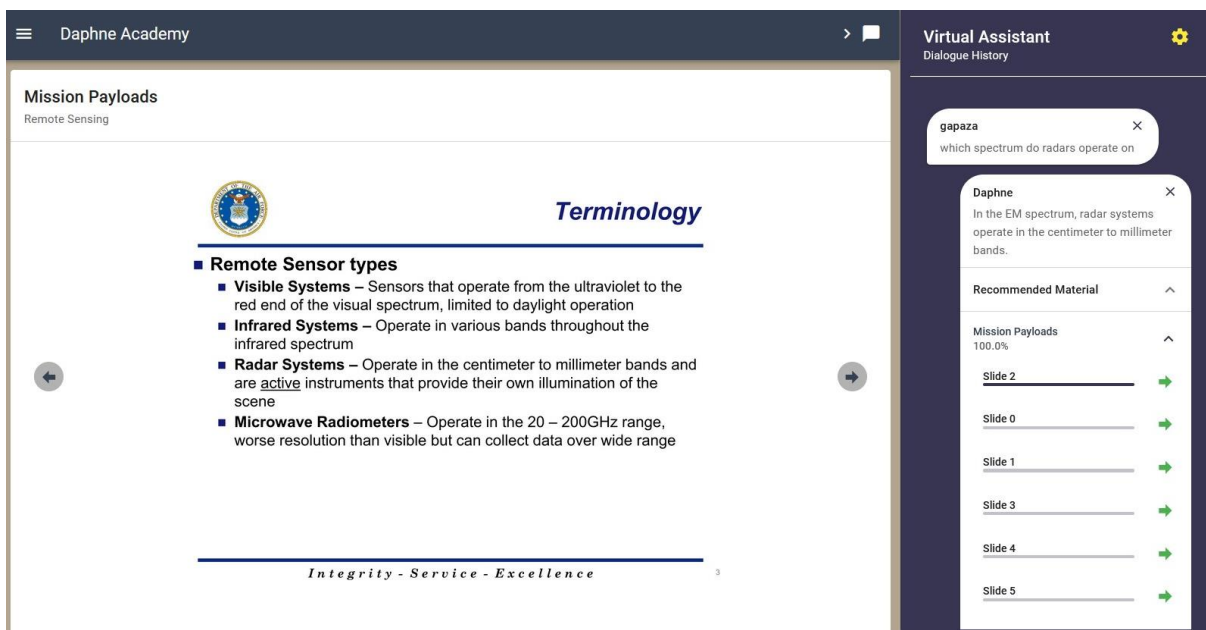 Daphne Academy
Mission Payloads
Remote Sensing
Terminology
Remote Sensor types
Visible Systems – Sensors that operate from the ultraviolet to the
red end of the visual spectrum, limited to daylight operation
Infrared Systems – Operate in various bands throughout the
infrared spectrum
Radar Systems – Operate in the centimeter to millimeter bands and
are active instruments that provide their own illumination of the
scene
Microwave Radiometers – Operate in the 20 – 200GHz range,
worse resolution than visible but can collect data over wide range
Integrity - Service - Excellence
3
Virtual Assistant
Dialogue History
gapaza
which spectrum do radars operate on
Daphne
In the EM spectrum, radar systems
operate in the centimeter to millimeter
bands.
Recommended Material
Mission Payloads
100.0%
Slide 2
Slide 0
Slide 1
Slide 3
Slide 4
Slide 5